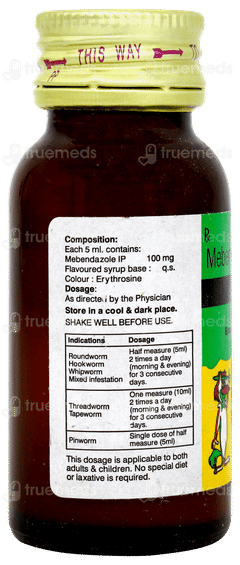 THIS WAY
truemeds
Composition:
Each 5 ml. contains:
Mebendazole IP 100 mg
Flavoured syrup base : q.s.
Colour : Erythrosine
Dosage:
As directed by the Physician
Store in a cool & dark place.
SHAKE WELL BEFORE USE.
Indications Dosage
Roundworm
Hookworm
Whipworm
Mixed infestation
Half measure (5ml)
2 times a day
(morning & evening)
for 3 consecutive
days.
Threadworm
Tapeworm
One measure (10ml)
2 times a day
(morning & evening)
for 3 consecutive
days.
Pinworm
Single dose of half
measure (5ml)
This dosage is applicable to both
adults & children. No special diet
or laxative is required.